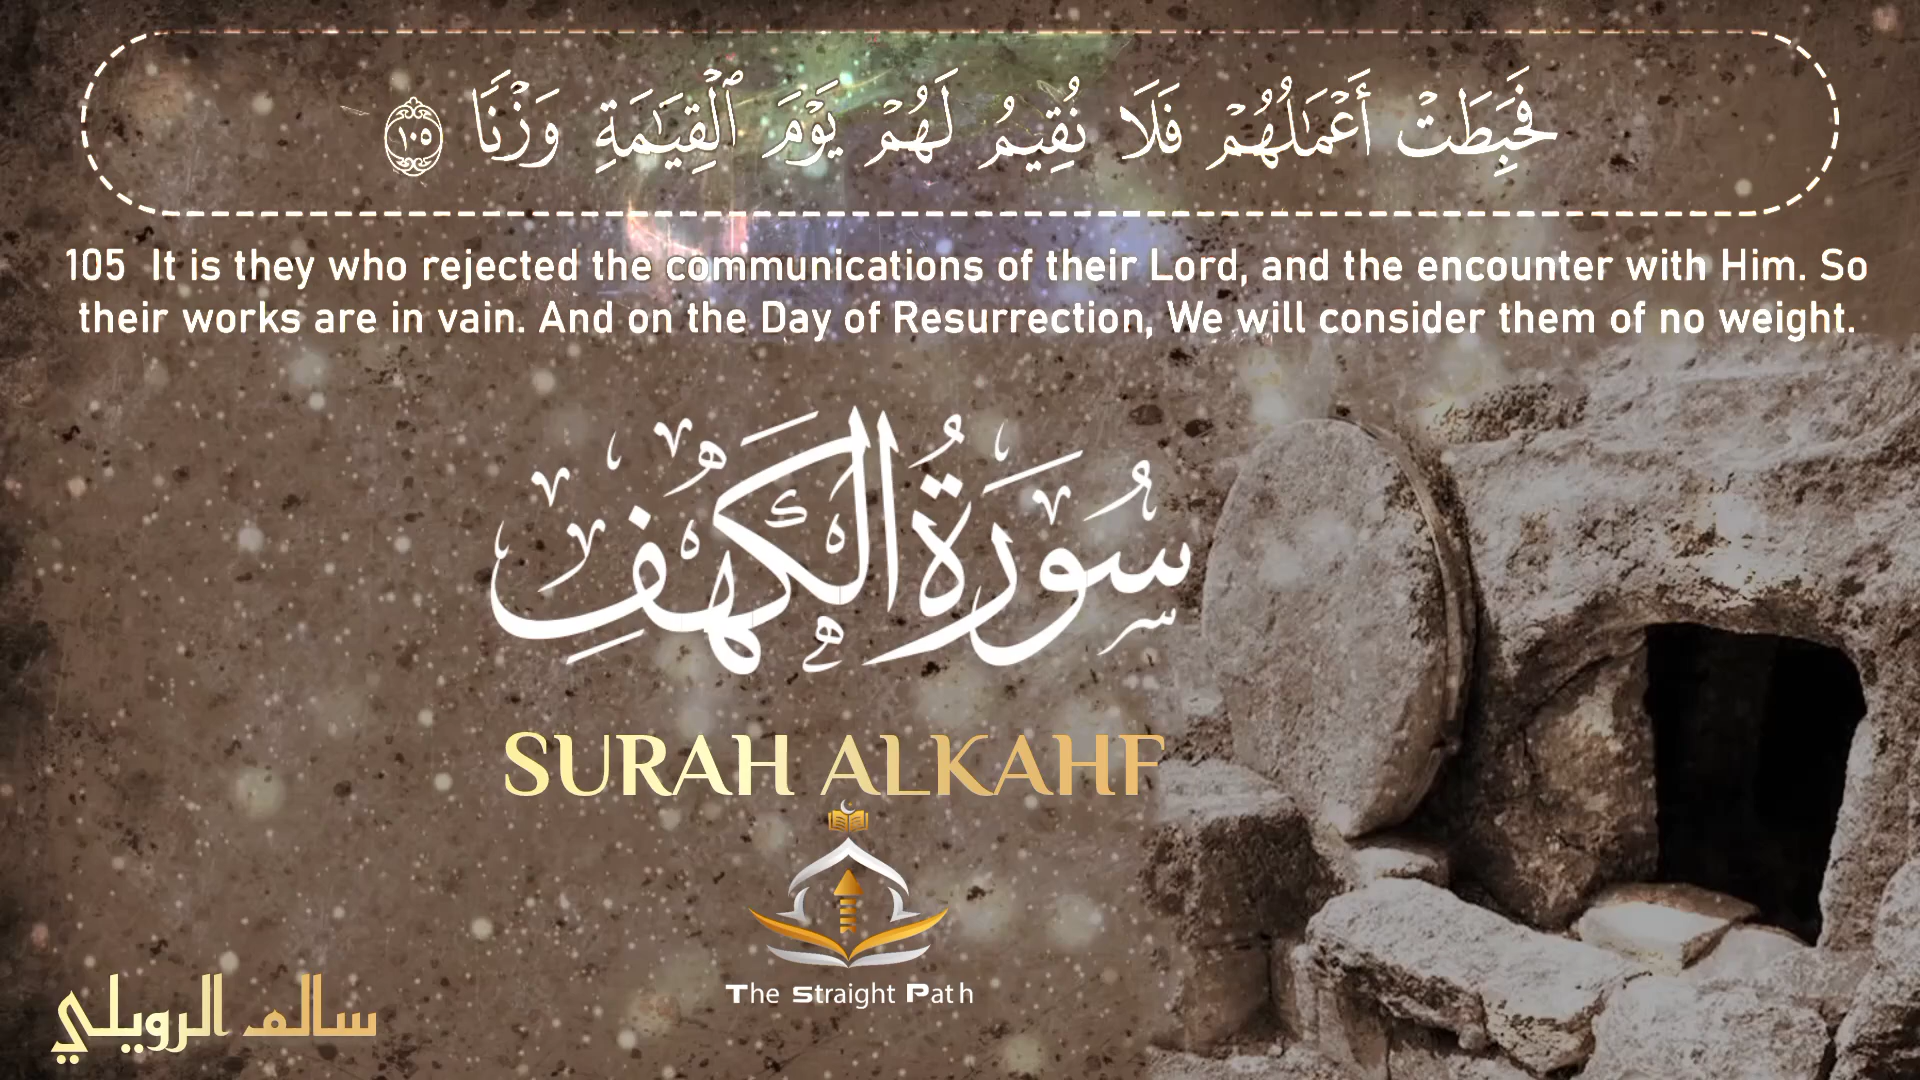 فَحَبِطَتْ أَعْمَٰلُهُمْ فَلَا نُقِيمُ لَهُمْ يَوْمَ ٱلْقِيَٰمَةِ وَزْنًا ١٠٥
105 It is they who rejected the communications of their Lord, and the encounter with Him. So
their works are in vain. And on the Day of Resurrection, We will consider them of no weight.
سُورَةُ الْكَهْفِ
SURAH ALKAHF
The Straight Path
سالم الرويلي